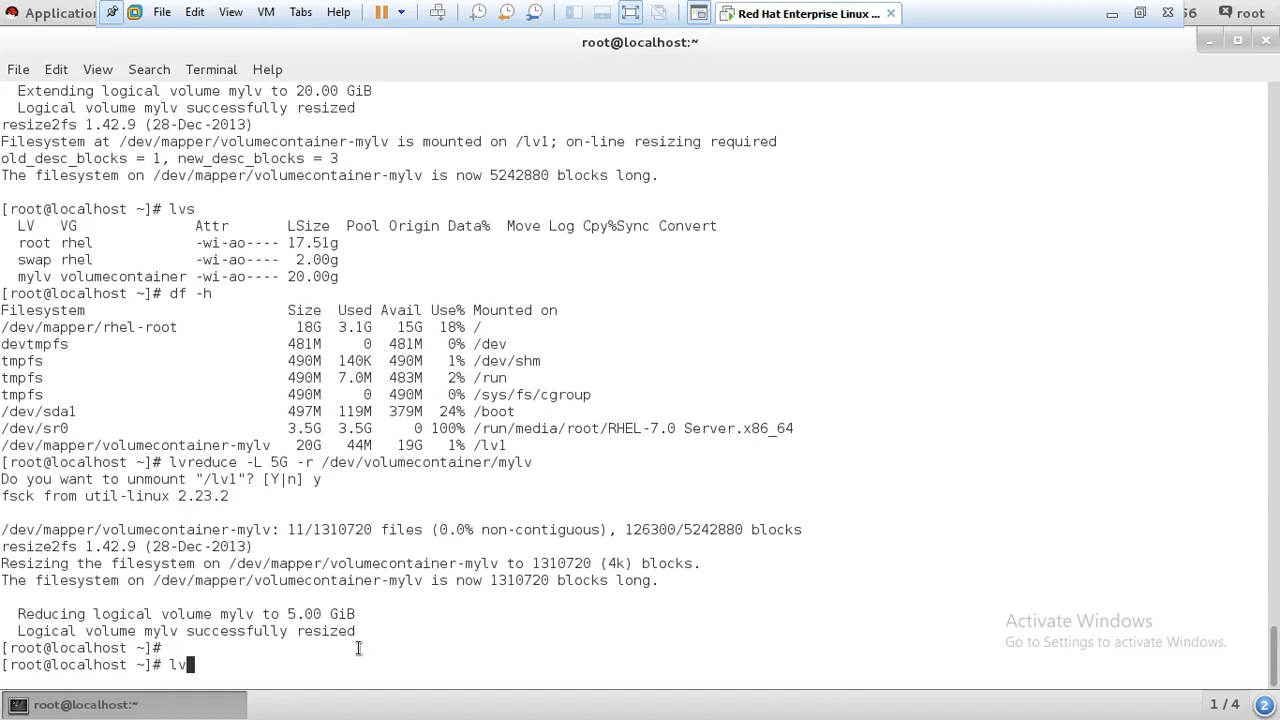 File Edit View VM Tabs Help Red Hat Enterprise Linux ... 56 root
root@localhost:~
File Edit View Search Terminal Help
Extending logical volume mylv to 20.00 GiB
Logical volume mylv successfully resized
resize2fs 1.42.9 (28-Dec-2013)
Filesystem at /dev/mapper/volumecontainer-mylv is mounted on /lv1; on-line resizing required
old_desc_blocks = 1, new_desc_blocks = 3
The filesystem on /dev/mapper/volumecontainer-mylv is now 5242880 blocks long.
[root@localhost ~]# lvs
LV VG Attr LSize Pool Origin Data% Move Log Cpy%Sync Convert
root rhel -wi-ao---- 17.51g
swap rhel -wi-ao---- 2.00g
mylv volumecontainer -wi-ao---- 20.00g
[root@localhost ~]# df -h
Filesystem Size Used Avail Use% Mounted on
/dev/mapper/rhel-root 18G 3.1G 15G 18% /
devtmpfs 481M 0 481M 0% /dev
tmpfs 490M 140K 490M 1% /dev/shm
tmpfs 490M 7.0M 483M 2% /run
tmpfs 490M 0 490M 0% /sys/fs/cgroup
/dev/sda1 497M 119M 379M 24% /boot
/dev/sr0 3.5G 3.5G 0 100% /run/media/root/RHEL-7.0 Server.x86_64
/dev/mapper/volumecontainer-mylv 20G 44M 19G 1% /lv1
[root@localhost ~]# lvreduce -L 5G -r /dev/volumecontainer/mylv
Do you want to unmount "/lv1"? [Y|n] y
fsck from util-linux 2.23.2
/dev/mapper/volumecontainer-mylv: 11/1310720 files (0.0% non-contiguous), 126300/5242880 blocks
resize2fs 1.42.9 (28-Dec-2013)
Resizing the filesystem on /dev/mapper/volumecontainer-mylv to 1310720 (4k) blocks.
The filesystem on /dev/mapper/volumecontainer-mylv is now 1310720 blocks long.
Reducing logical volume mylv to 5.00 GiB
Logical volume mylv successfully resized
[root@localhost ~]#
[root@localhost ~]# lv
Activate Windows
Go to Settings to activate Windows.
root@localhost:~ 1 / 4 2